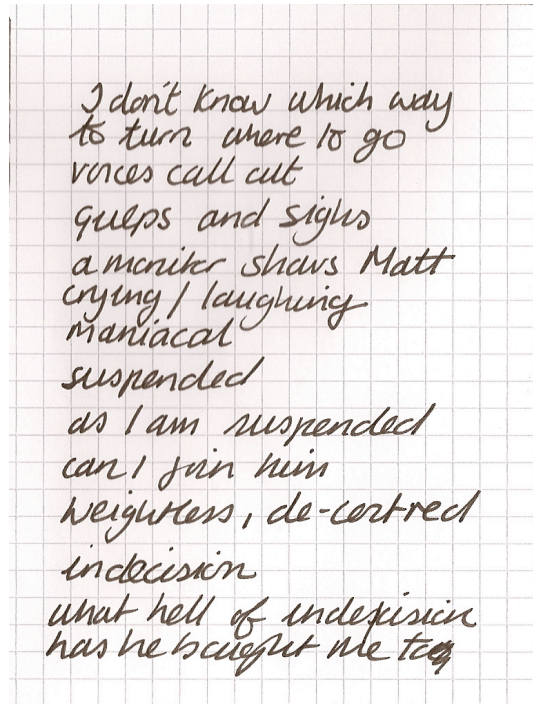 I don't know which way
to turn where to go
voices call out
gulps and sighs
a monitor shows Matt
crying / laughing
maniacal
suspended
as I am suspended
can I join him
weightless, de-centred
indecision
what hell of indecision
has he bought me to